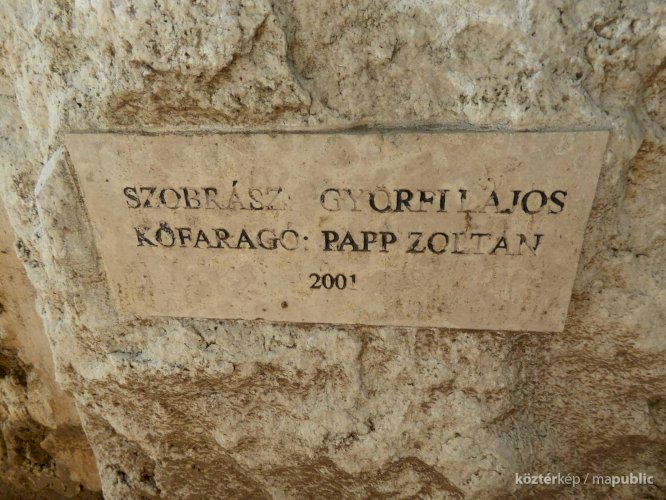 SZOBRÁSZ: GYŐRFI LAJOS
KŐFARAGÓ: PAPP ZOLTÁN
2001
köztérkép / mapublic